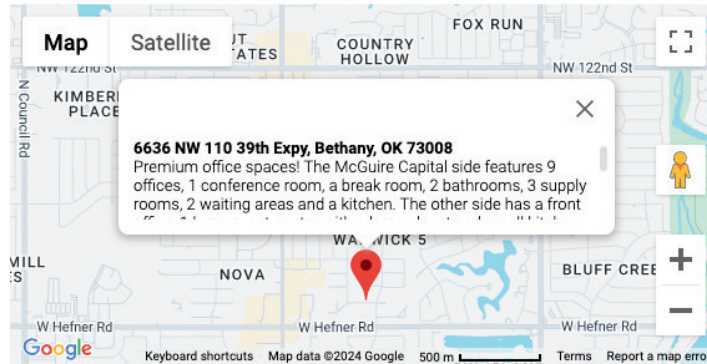 Map
Satellite
FOX RUN
COUNTRY
HOLLOW
ATES
NW 122nd St
NW 122nd St
N Council Rd
KIMBER
PLACE
6636 NW 110 39th Expy, Bethany, OK 73008
Premium office spaces! The McGuire Capital side features 9
offices, 1 conference room, a break room, 2 bathrooms, 3 supply
rooms, 2 waiting areas and a kitchen. The other side has a front
WARWICK 5
MILL
NOVA
BLUFF CREE
W Hefner Rd
W Hefner Rd
W Hefner Rd
Google
Keyboard shortcuts
Map data ©2024 Google
500 m
Terms
Report a map erro